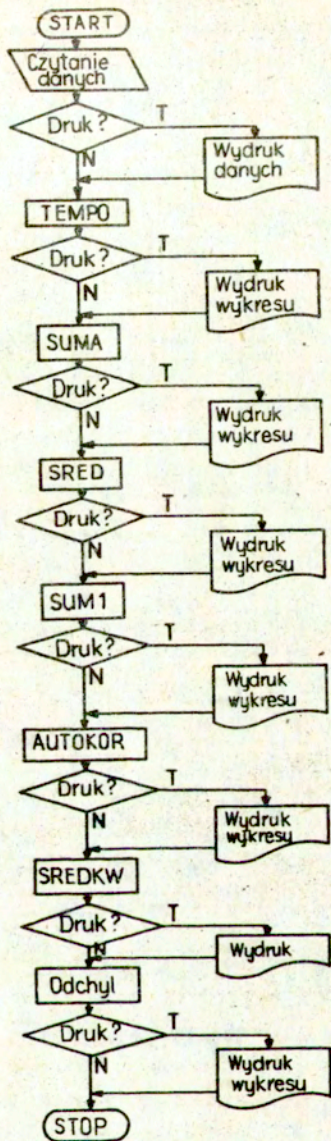 START
Czytanie
danych
Druk?
T
N
Wydruk
danych
TEMPO
Druk?
T
N
Wydruk
wykresu
SUMA
Druk?
T
N
Wydruk
wykresu
SRED
Druk?
T
N
Wydruk
wykresu
SUM1
Druk?
T
N
Wydruk
wykresu
AUTOKOR
Druk?
T
N
Wydruk
wykresu
SREDKW
Druk?
T
N
Wydruk
Odchyl
Druk?
T
N
Wydruk
wykresu
STOP